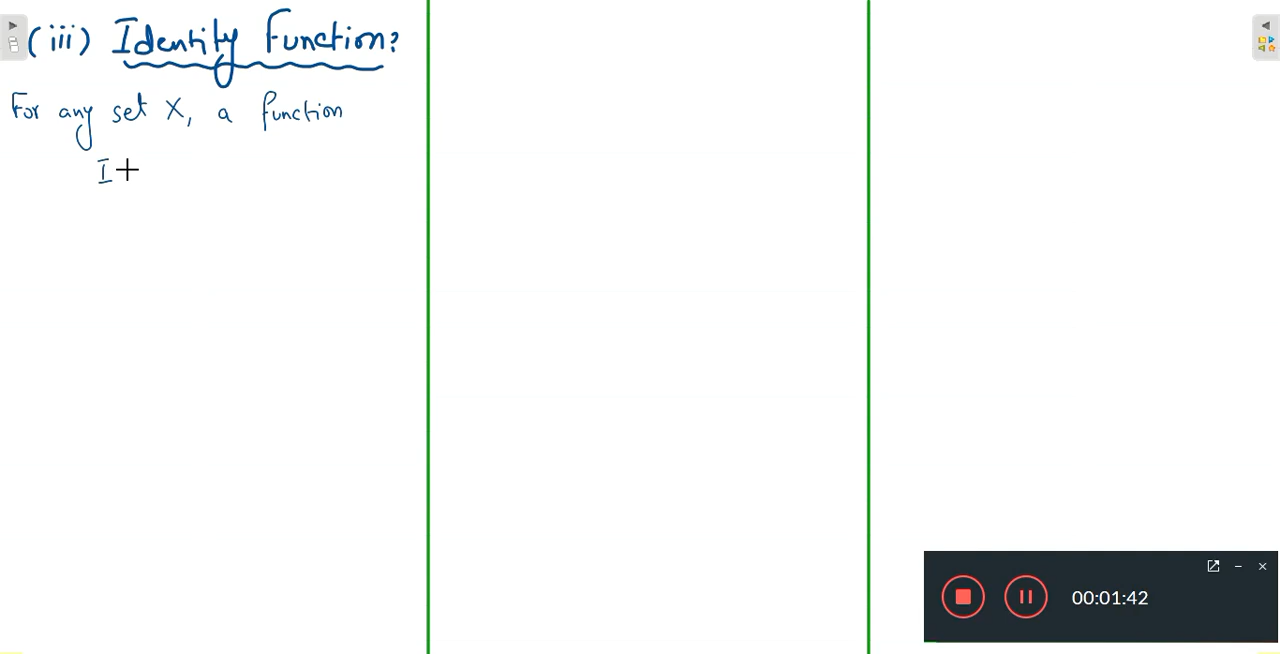 (iii) Identity Function:
For any set X, a function
I
00:01:42